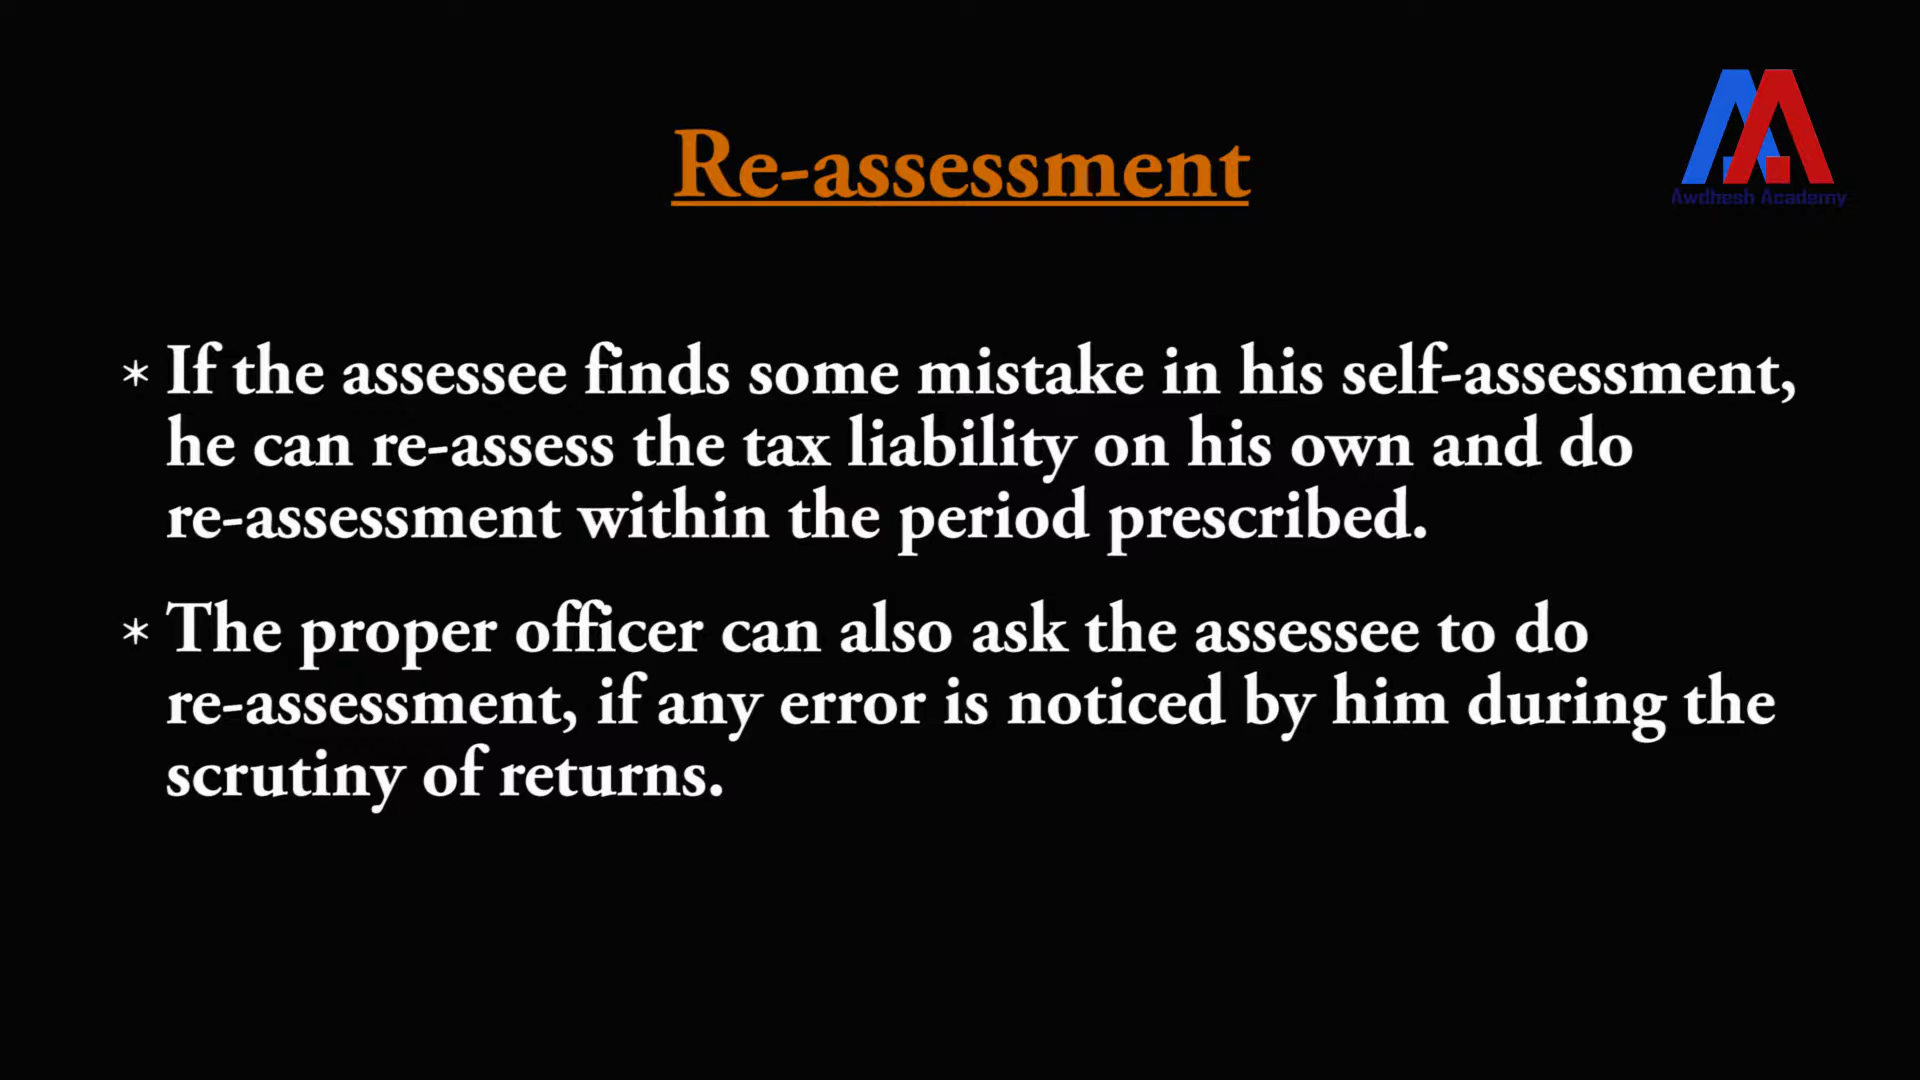 Re-assessment
Awdhesh Academy
* If the assessee finds some mistake in his self-assessment,
he can re-assess the tax liability on his own and do
re-assessment within the period prescribed.
* The proper officer can also ask the assessee to do
re-assessment, if any error is noticed by him during the
scrutiny of returns.